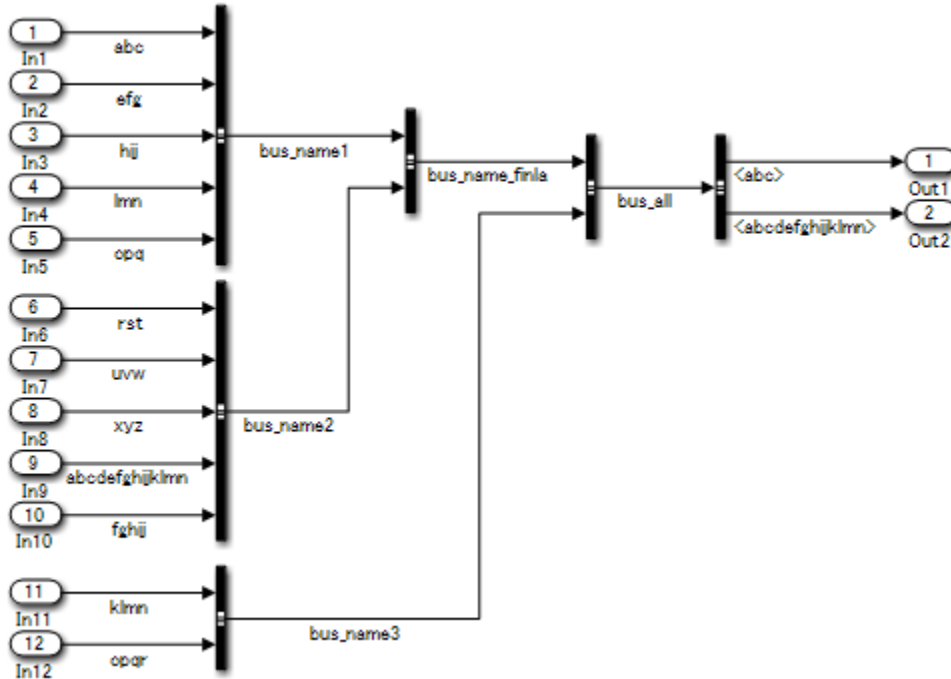 1
abc
In1
2
efg
In2
3
hij
In3
4
lmn
In4
5
opq
In5
bus_name1
6
rst
In6
7
uvw
In7
8
xyz
In8
9
abcdefghijklmn
In9
10
fghij
In10
bus_name2
11
klmn
In11
12
opqr
In12
bus_name3
bus_name_finla
bus_all
<abc>
1
Out1
<abcdefghijklmn>
2
Out2